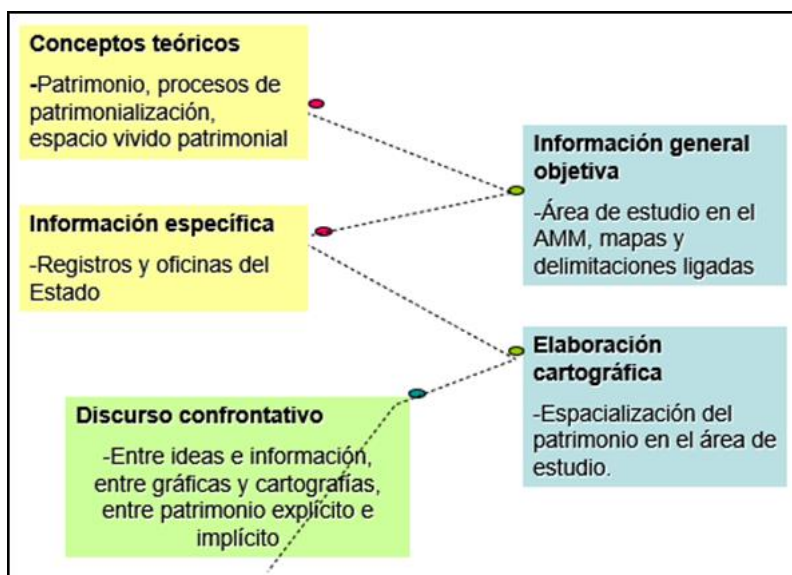 Conceptos teóricos
-Patrimonio, procesos de
patrimonialización,
espacio vivido patrimonial
Información general
objetiva
-Área de estudio en el
AMM, mapas y
delimitaciones ligadas
Información específica
-Registros y oficinas del
Estado
Elaboración
cartográfica
-Espacialización del
patrimonio en el área de
estudio.
Discurso confrontativo
-Entre ideas e información,
entre gráficas y cartografías,
entre patrimonio explícito e
implícito